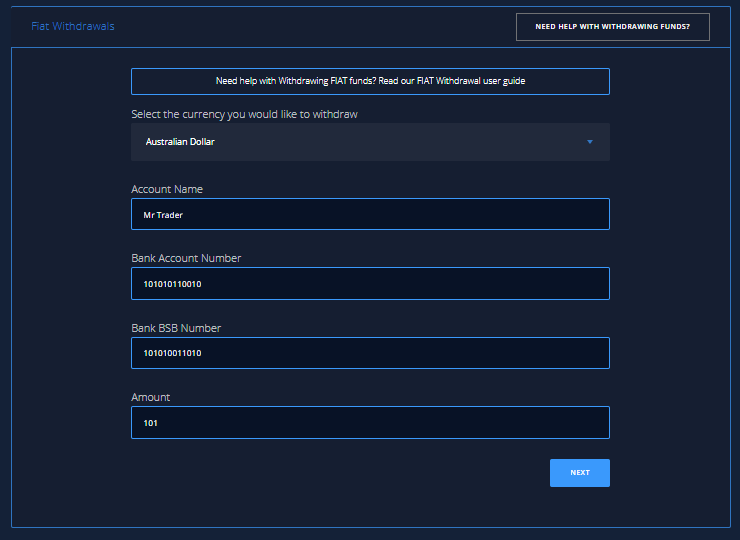 Fiat Withdrawals
NEED HELP WITH WITHDRAWING FUNDS?
Need help with Withdrawing FIAT funds? Read our FIAT Withdrawal user guide
Select the currency you would like to withdraw
Australian Dollar
Account Name
Mr Trader
Bank Account Number
101010110010
Bank BSB Number
101010011010
Amount
101
NEXT